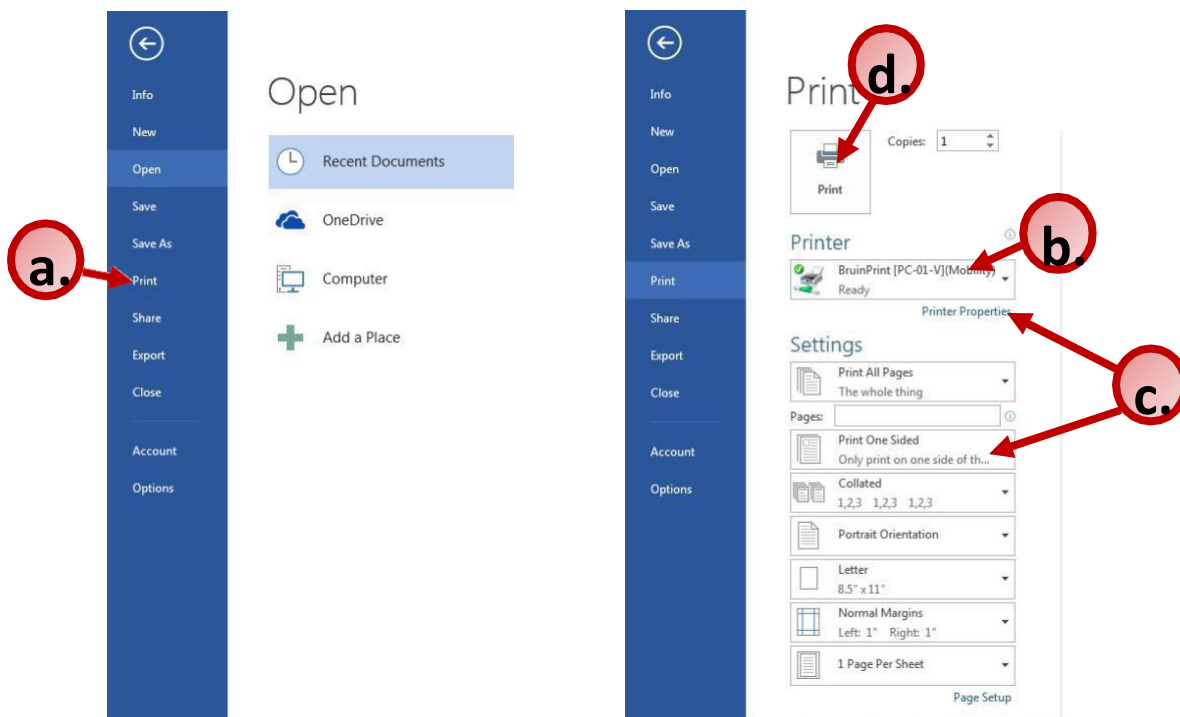 Info
New
Open
Save
Save As
Print
Share
Export
Close
Account
Options
Open
Recent Documents
OneDrive
Computer
Add a Place
a.
Info
New
Open
Save
Save As
Print
Share
Export
Close
Account
Options
Print
d.
Copies: 1
Print
Printer
b.
BruinPrint [PC-01-V](Mobility)
Ready
Printer Properties
Settings
Print All Pages
The whole thing
c.
Pages:
Print One Sided
Only print on one side of th...
Collated
1,2,3 1,2,3 1,2,3
Portrait Orientation
Letter
8.5" x 11"
Normal Margins
Left: 1" Right: 1"
1 Page Per Sheet
Page Setup